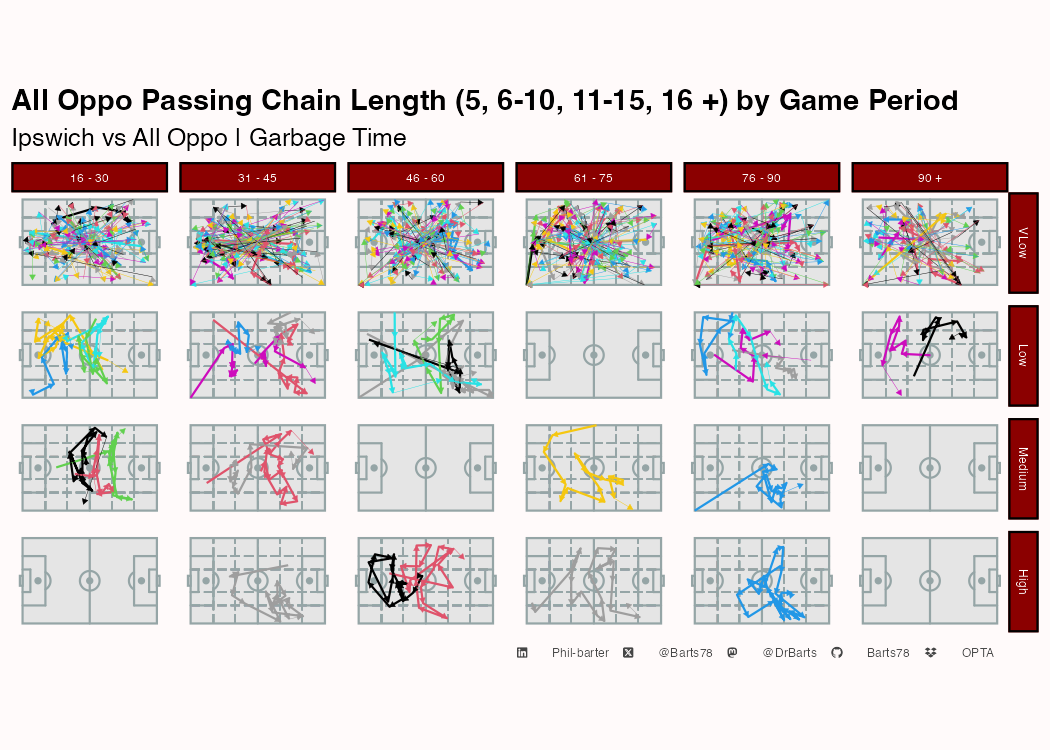 All Oppo Passing Chain Length (5, 6-10, 11-15, 16 +) by Game Period
Ipswich vs All Oppo | Garbage Time
16 - 30 31 - 45 46 - 60 61 - 75 76 - 90 90 +
VLow
Low
Medium
High
Phil-barter @Barts78 @DrBarts Barts78 OPTA